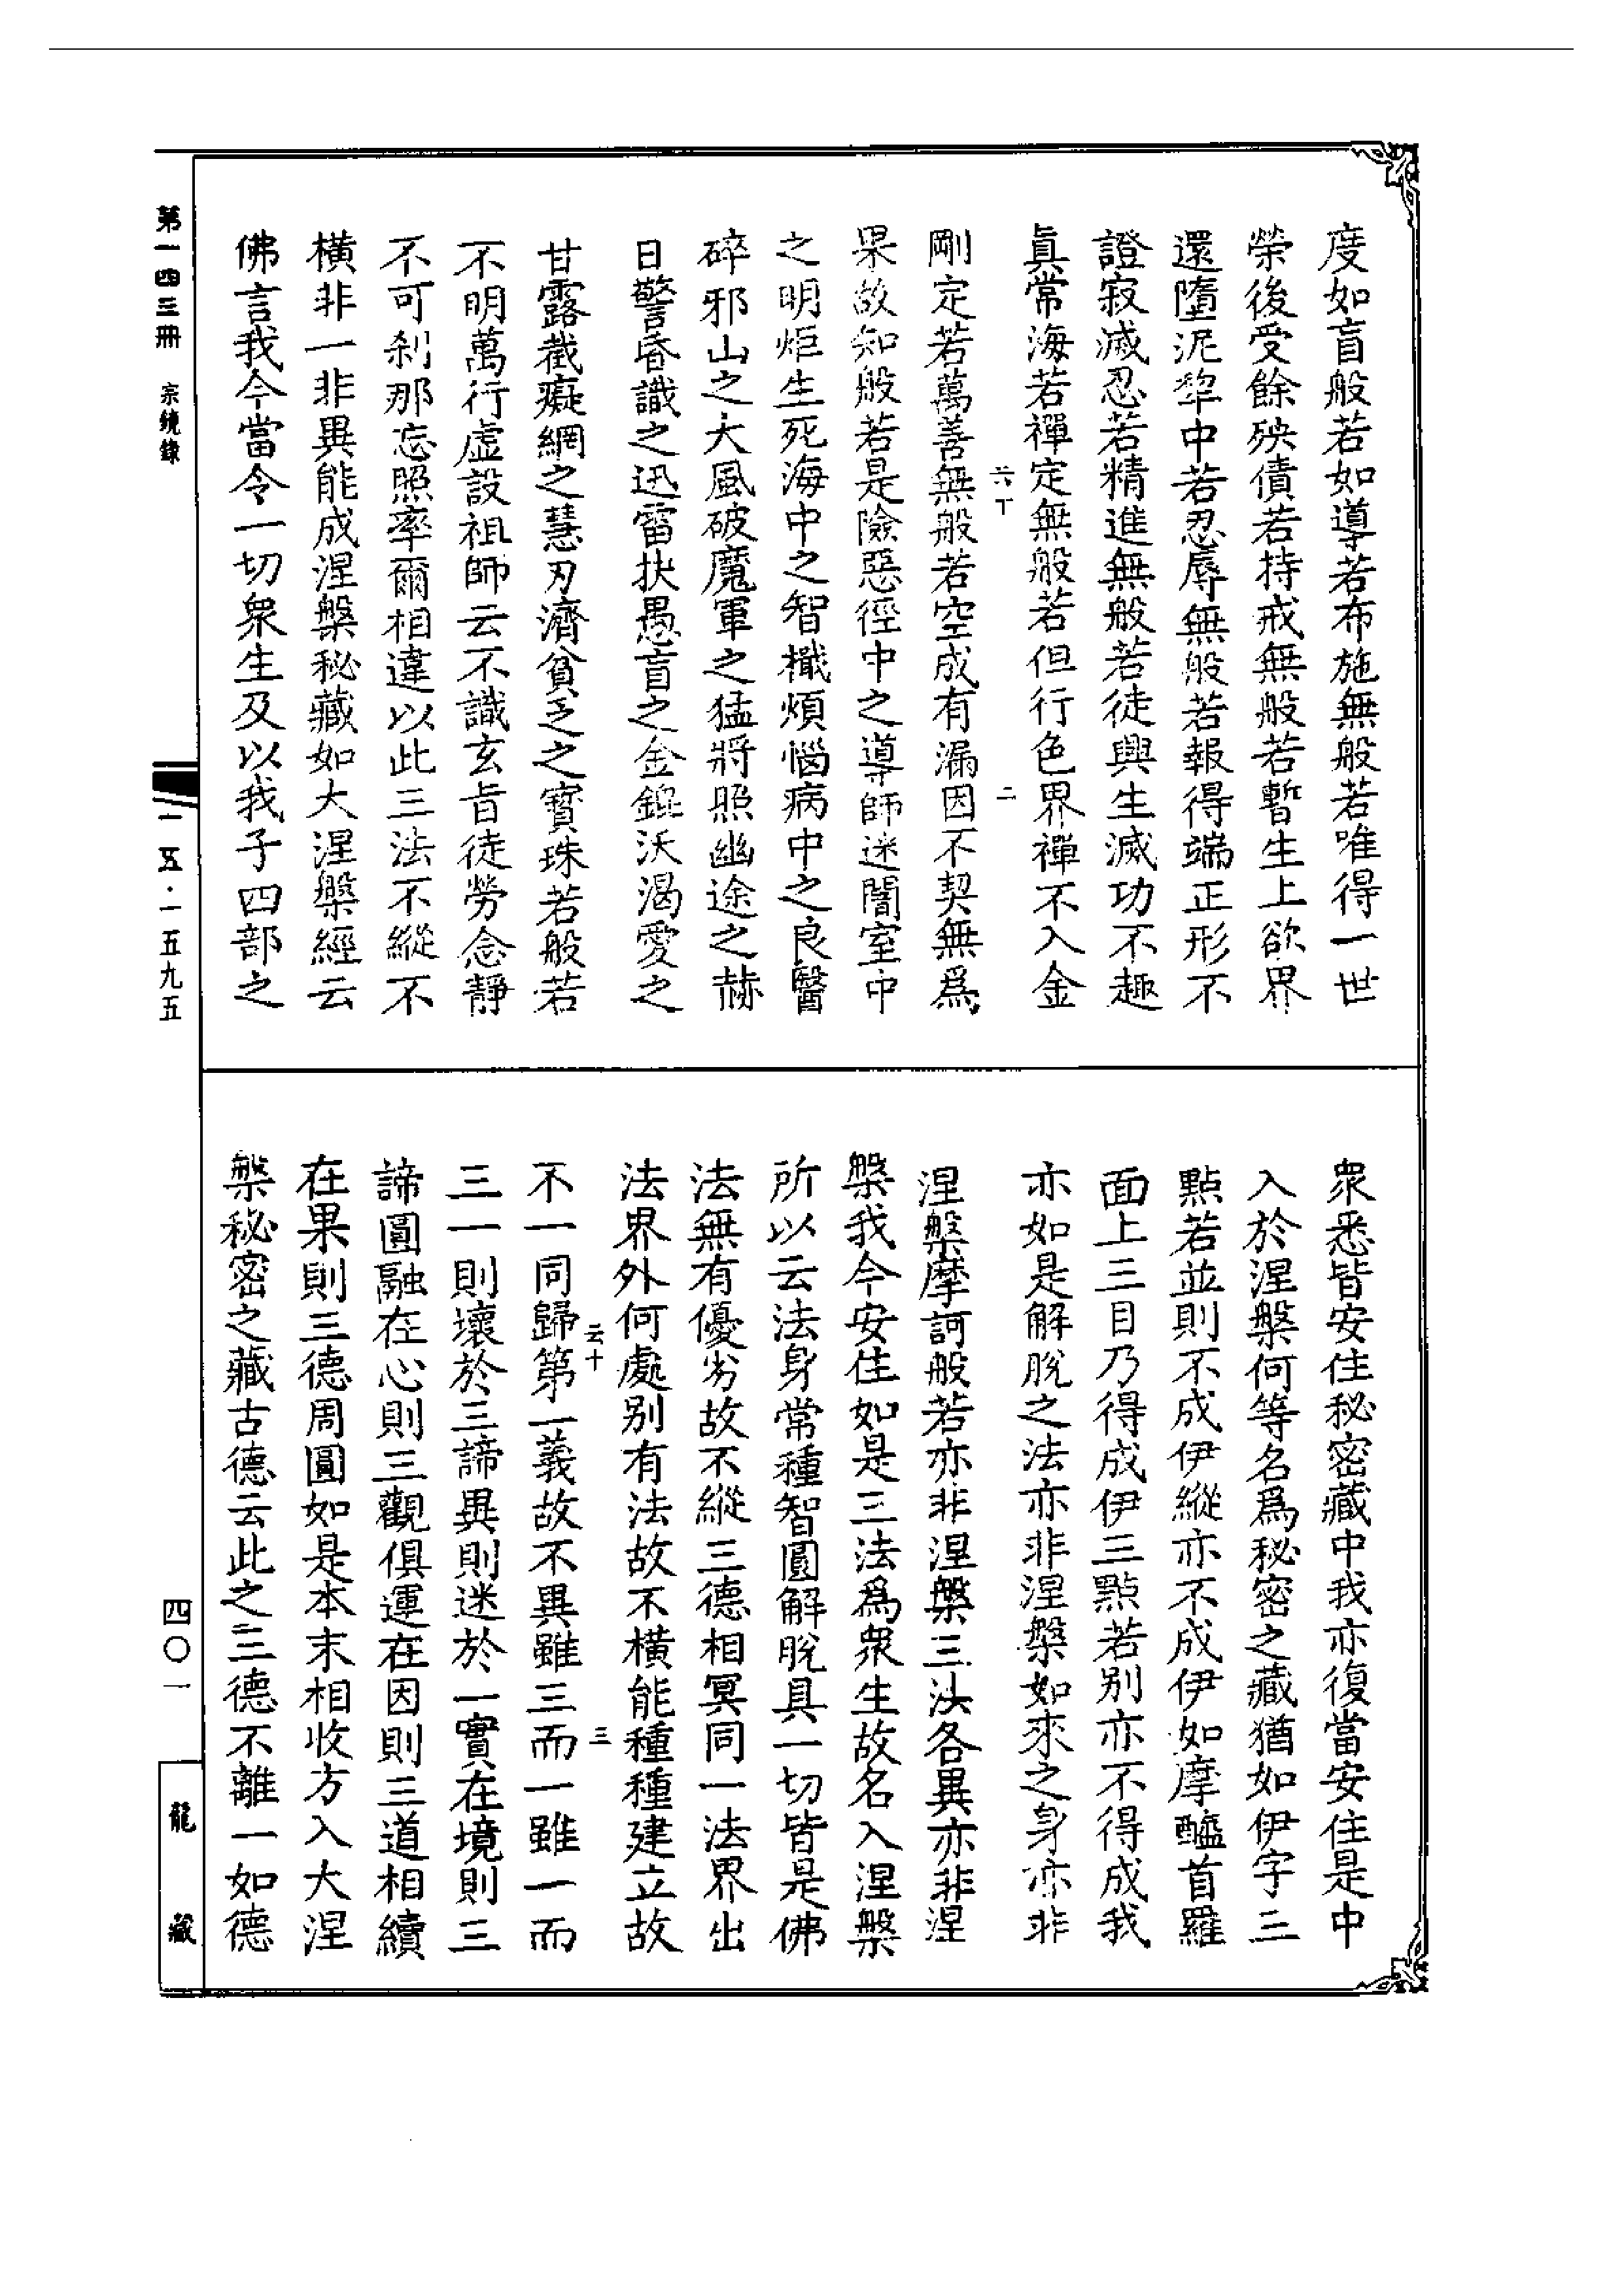 度如盲般若如導若布施無般若唯得一世
榮後受餘殃債若持戒無般若暫生上欲界
還墮泥犂中若忍辱無般若報得端正形不
證寂滅忍若精進無般若徒興生滅功不趣
眞常海若禪定無般若但行色界禪不入金
剛定若萬善無般若空成有漏因不契無爲
果故知般若是險惡徑中之導師迷闇室中
之明炬生死海中之智檝煩惱病中之良醫
碎邪山之大風破魔軍之猛將照幽途之赫
日警昏識之迅雷抉愚盲之金錍沃渴愛之
甘露截癡網之慧刃濟貧乏之寳珠若般若
不明萬行虛設祖師云不識玄旨徒勞念靜
不可刹那忘照率爾相違以此三法不縱不
橫非一非異能成涅槃秘藏如大涅槃經云
佛言我今當令一切衆生及以我子四部之
衆悉皆安住秘密藏中我亦復當安住是中
入於涅槃何等名爲秘密之藏猶如伊字三
點若並則不成伊縱亦不成伊如摩醯首羅
面上三目乃得成伊三點若別亦不得成我
亦如是解脫之法亦非涅槃如來之身亦非
涅槃摩訶般若亦非涅槃三法各異亦非涅
槃我今安住如是三法爲衆生故名入涅槃
所以云法身常種智圓解脫具一切皆是佛
法無有優劣故不縱三德相冥同一法界出
法界外何處別有法故不橫能種種建立故
不一同歸第一義故不異雖三而一雖一而
三一則壞於三諦異則迷於一實在境則三
諦圓融在心則三觀俱運在因則三道相續
在果則三德周圓如是本末相收方入大涅
槃秘密之藏古德云此之三德不離一如德
第一四三冊 宗鏡錄
一一五·一五九五
四〇一
龍藏
二
三